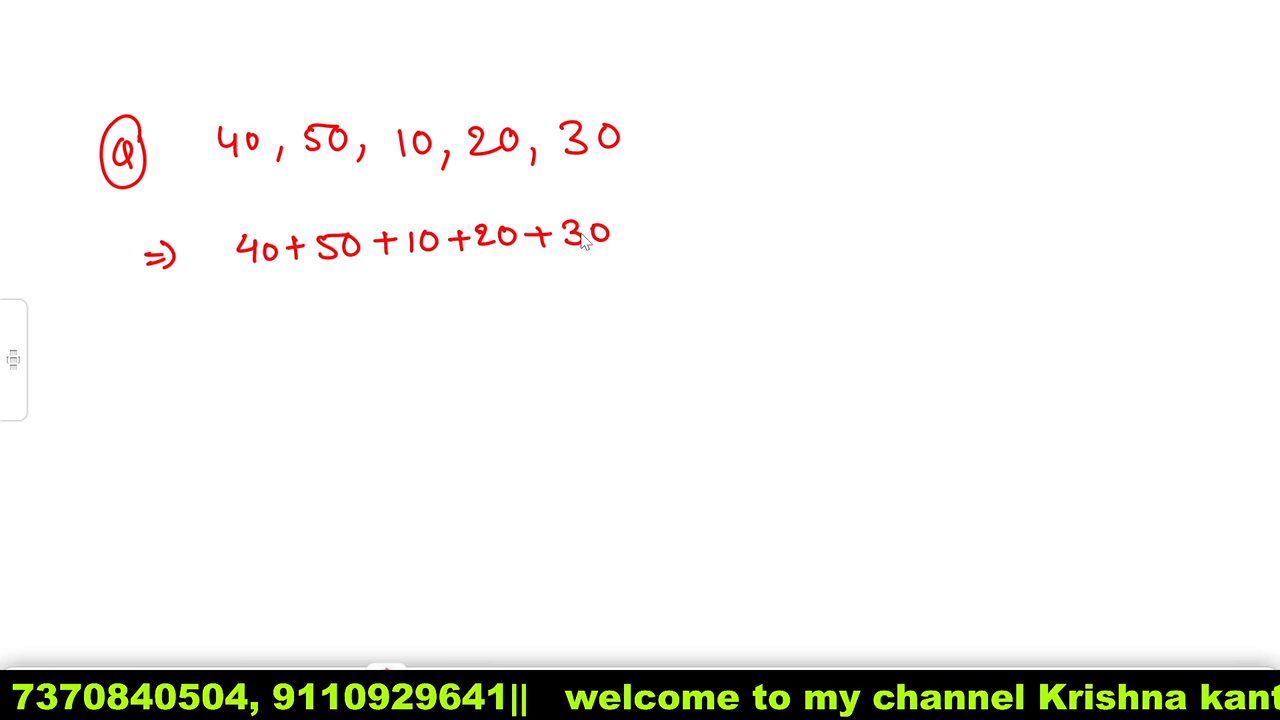 Q 40, 50, 10, 20, 30
⇒ 40+50+10+20+30
7370840504, 9110929641|| welcome to my channel Krishna kant